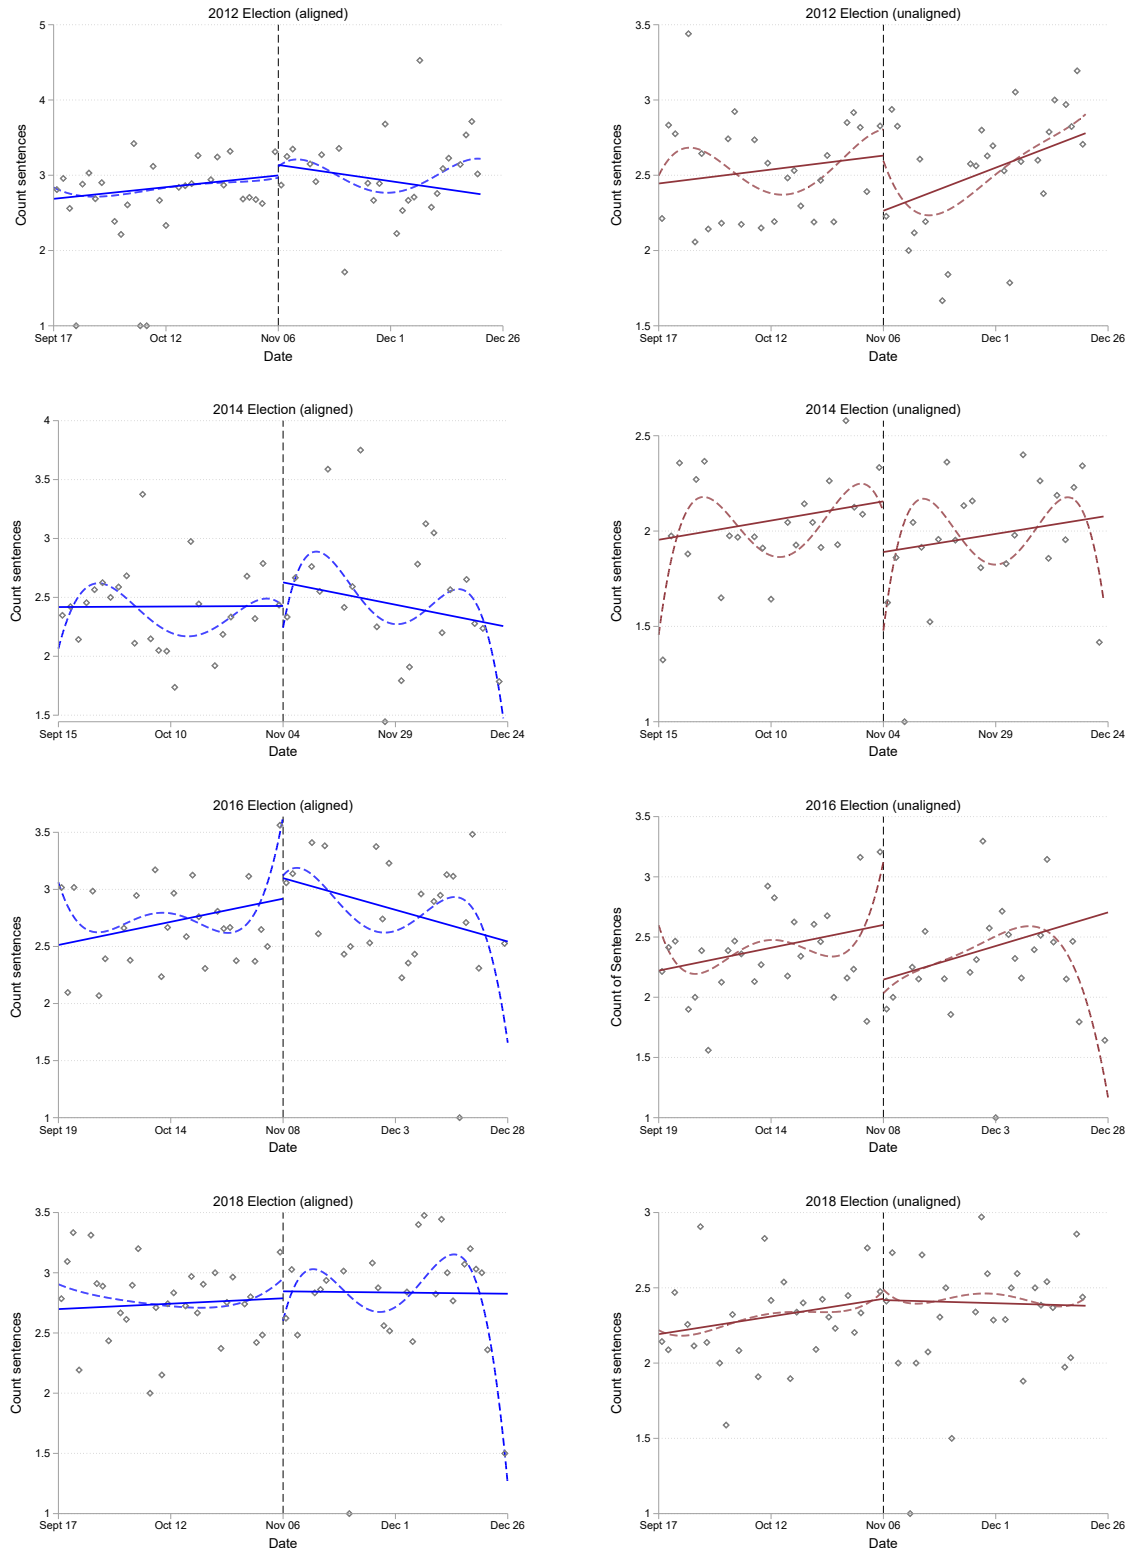 2012 Election (aligned)
5
4
3
2
1
Count sentences
Sept 17
Oct 12
Nov 06
Dec 1
Dec 26
Date
2012 Election (unaligned)
3.5
3
2.5
2
1.5
Count sentences
Sept 17
Oct 12
Nov 06
Dec 1
Dec 26
Date
2014 Election (aligned)
4
3.5
3
2.5
2
1.5
Count sentences
Sept 15
Oct 10
Nov 04
Nov 29
Dec 24
Date
2014 Election (unaligned)
2.5
2
1.5
1
Count sentences
Sept 15
Oct 10
Nov 04
Nov 29
Dec 24
Date
2016 Election (aligned)
3.5
3
2.5
2
1.5
1
Count sentences
Sept 19
Oct 14
Nov 08
Dec 3
Dec 28
Date
2016 Election (unaligned)
3.5
3
2.5
2
1.5
1
Count of Sentences
Sept 19
Oct 14
Nov 08
Dec 3
Dec 28
Date
2018 Election (aligned)
3.5
3
2.5
2
1.5
1
Count sentences
Sept 17
Oct 12
Nov 06
Dec 1
Dec 26
Date
2018 Election (unaligned)
3
2.5
2
1.5
1
Count sentences
Sept 17
Oct 12
Nov 06
Dec 1
Dec 26
Date